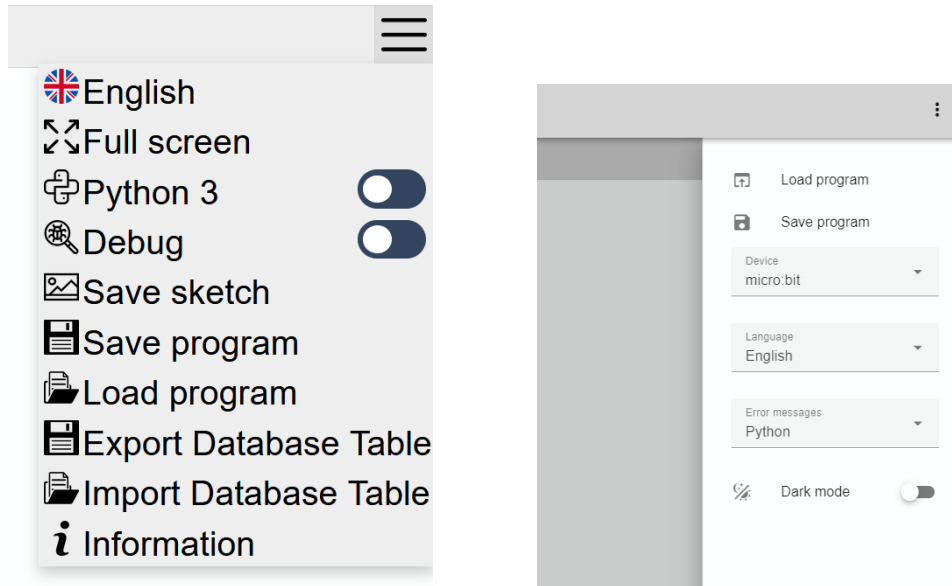 English
Full screen
Python 3
Debug
Save sketch
Save program
Load program
Export Database Table
Import Database Table
Information
Load program
Save program
Device
micro:bit
Language
English
Error messages
Python
Dark mode